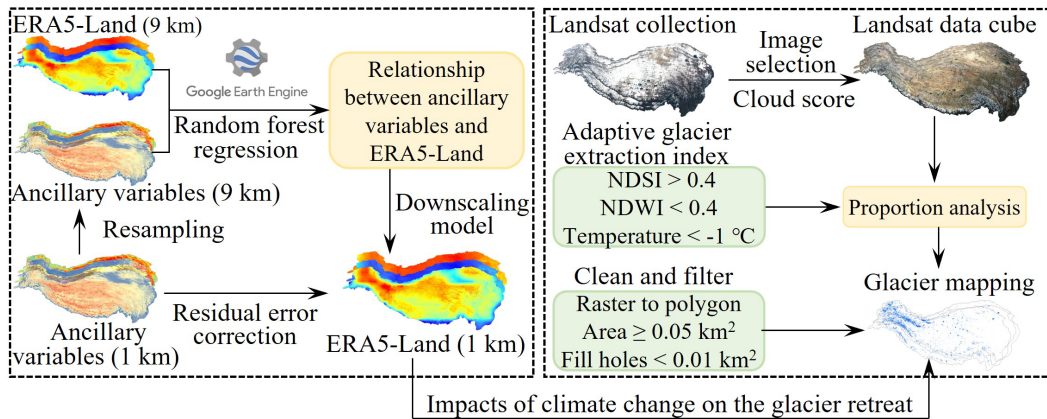 ERA5-Land (9 km)
Google Earth Engine
Random forest
regression
Relationship
between ancillary
variables and
ERA5-Land
Ancillary variables (9 km)
Resampling
Downscaling
model
Residual error
correction
Ancillary
variables (1 km)
ERA5-Land (1 km)
Landsat collection
Image
selection
Cloud score
Landsat data cube
Adaptive glacier
extraction index
NDSI > 0.4
NDWI < 0.4
Temperature < -1 °C
Proportion analysis
Clean and filter
Raster to polygon
Area ≥ 0.05 km²
Fill holes < 0.01 km²
Glacier mapping
Impacts of climate change on the glacier retreat